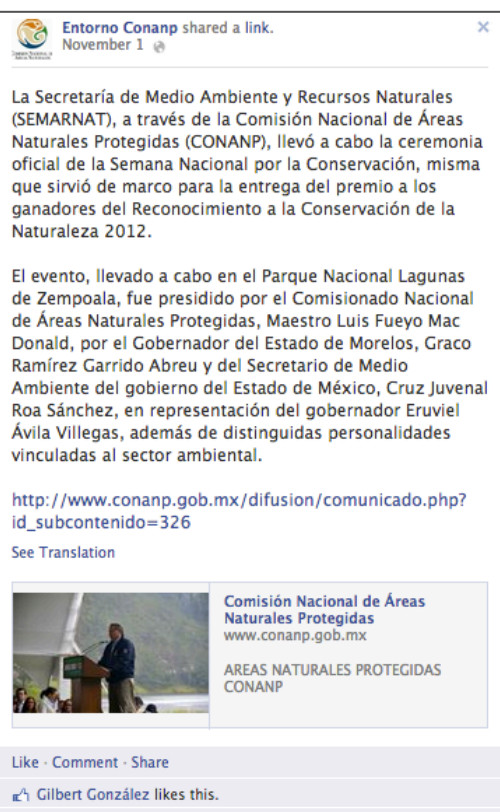 Entorno Conanp shared a link.
November 1
La Secretaría de Medio Ambiente y Recursos Naturales
(SEMARNAT), a través de la Comisión Nacional de Áreas
Naturales Protegidas (CONANP), llevó a cabo la ceremonia
oficial de la Semana Nacional por la Conservación, misma
que sirvió de marco para la entrega del premio a los
ganadores del Reconocimiento a la Conservación de la
Naturaleza 2012.
El evento, llevado a cabo en el Parque Nacional Lagunas
de Zempoala, fue presidido por el Comisionado Nacional
de Áreas Naturales Protegidas, Maestro Luis Fueyo Mac
Donald, por el Gobernador del Estado de Morelos, Graco
Ramírez Garrido Abreu y del Secretario de Medio
Ambiente del gobierno del Estado de México, Cruz Juvenal
Roa Sánchez, en representación del gobernador Eruviel
Ávila Villegas, además de distinguidas personalidades
vinculadas al sector ambiental.
http://www.conanp.gob.mx/difusion/comunicado.php?
id_subcontenido=326
See Translation
Comisión Nacional de Áreas
Naturales Protegidas
www.conanp.gob.mx
AREAS NATURALES PROTEGIDAS
CONANP
Like · Comment · Share
Gilbert González likes this.